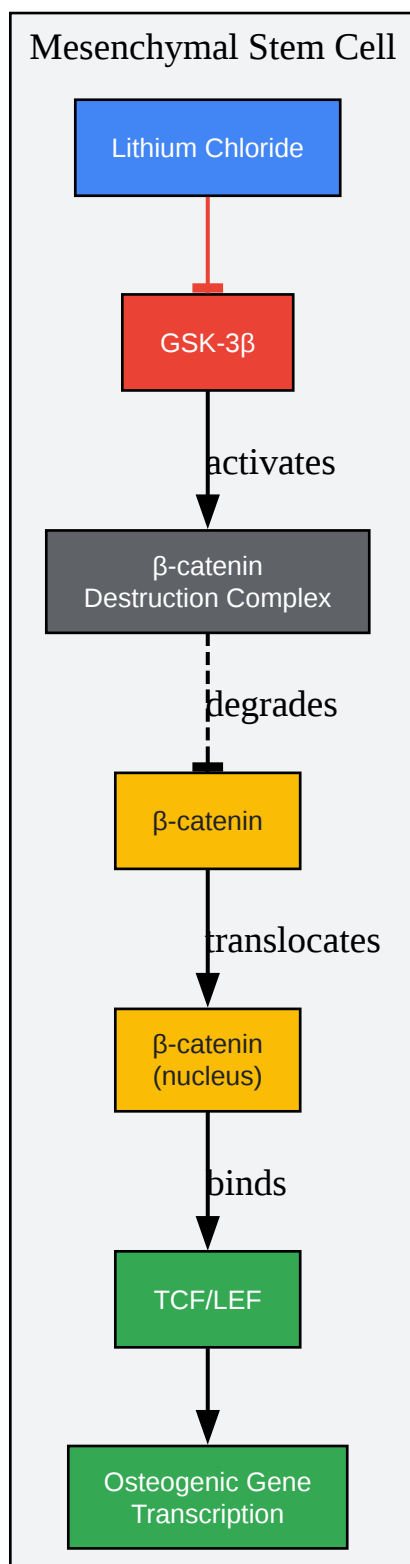 Mesenchymal Stem Cell
Lithium Chloride
GSK-3β
activates
β-catenin
Destruction Complex
degrades
β-catenin
translocates
β-catenin
(nucleus)
binds
TCF/LEF
Osteogenic Gene
Transcription